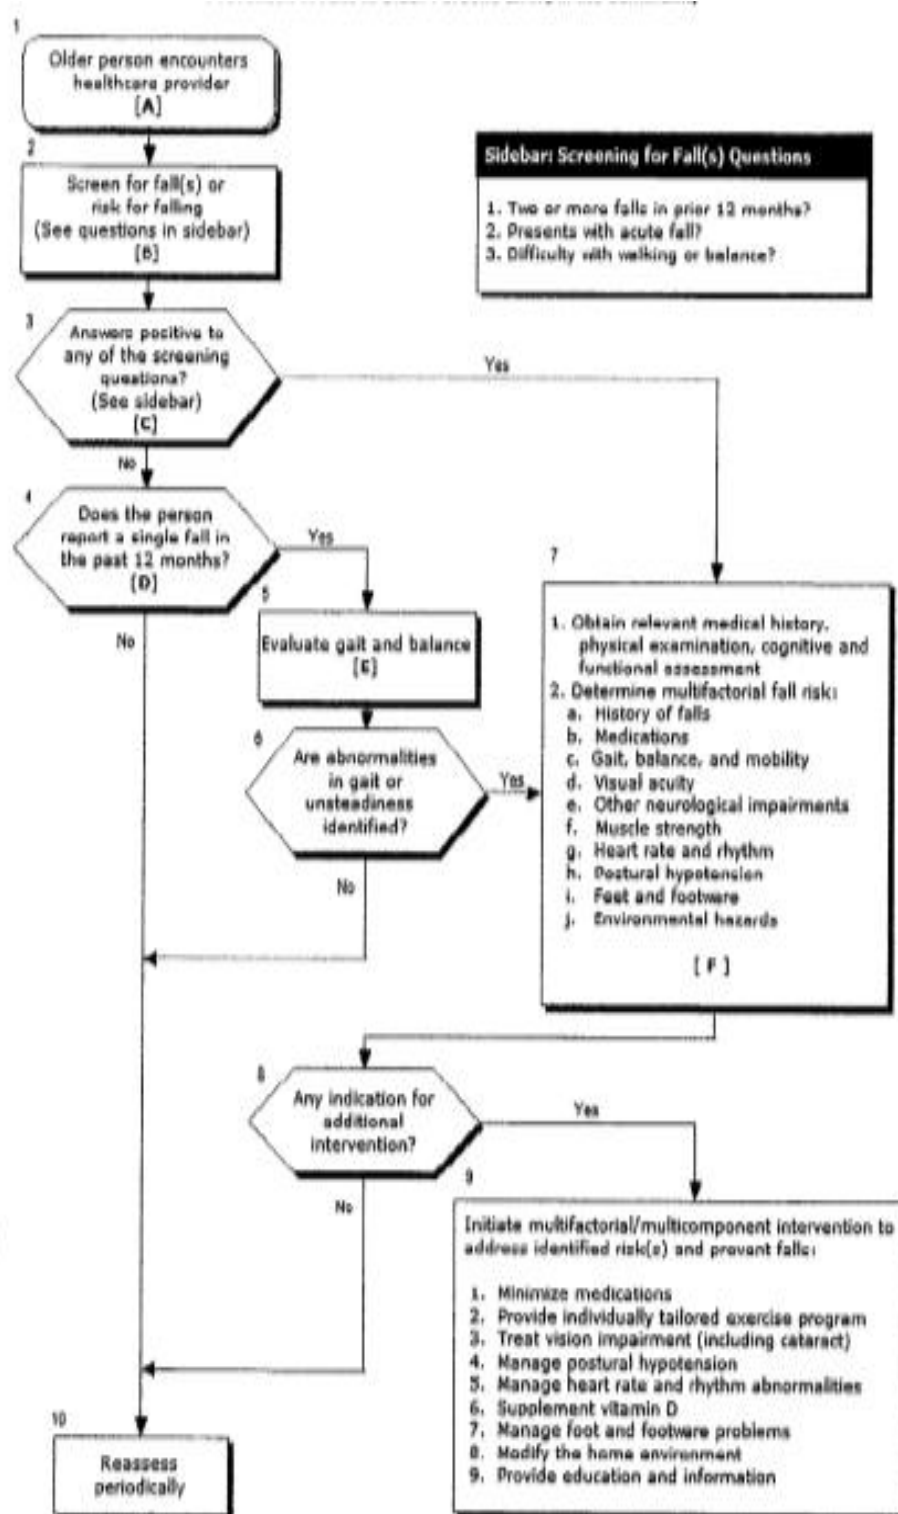 1
Older person encounters
healthcare provider
[A]
2
Screen for fall(s) or
risk for falling
(See questions in sidebar)
[B]
Sidebar: Screening for Fall(s) Questions
1. Two or more falls in prior 12 months?
2. Presents with acute fall?
3. Difficulty with walking or balance?
3
Answers positive to
any of the screening
questions?
(See sidebar)
[C]
Yes
No
4
Does the person
report a single fall in
the past 12 months?
[D]
Yes
No
5
Evaluate gait and balance
[E]
6
Are abnormalities
in gait or
unsteadiness
identified?
Yes
No
7
1. Obtain relevant medical history,
physical examination, cognitive and
functional assessment
2. Determine multifactorial fall risk:
a. History of falls
b. Medications
c. Gait, balance, and mobility
d. Visual acuity
e. Other neurological impairments
f. Muscle strength
g. Heart rate and rhythm
h. Postural hypotension
i. Feet and footware
j. Environmental hazards
[ F ]
8
Any indication for
additional
intervention?
Yes
No
9
Initiate multifactorial/multicomponent intervention to
address identified risk(s) and prevent falls:
1. Minimize medications
2. Provide individually tailored exercise program
3. Treat vision impairment (including cataract)
4. Manage postural hypotension
5. Manage heart rate and rhythm abnormalities
6. Supplement vitamin D
7. Manage foot and footware problems
8. Modify the home environment
9. Provide education and information
10
Reassess
periodically